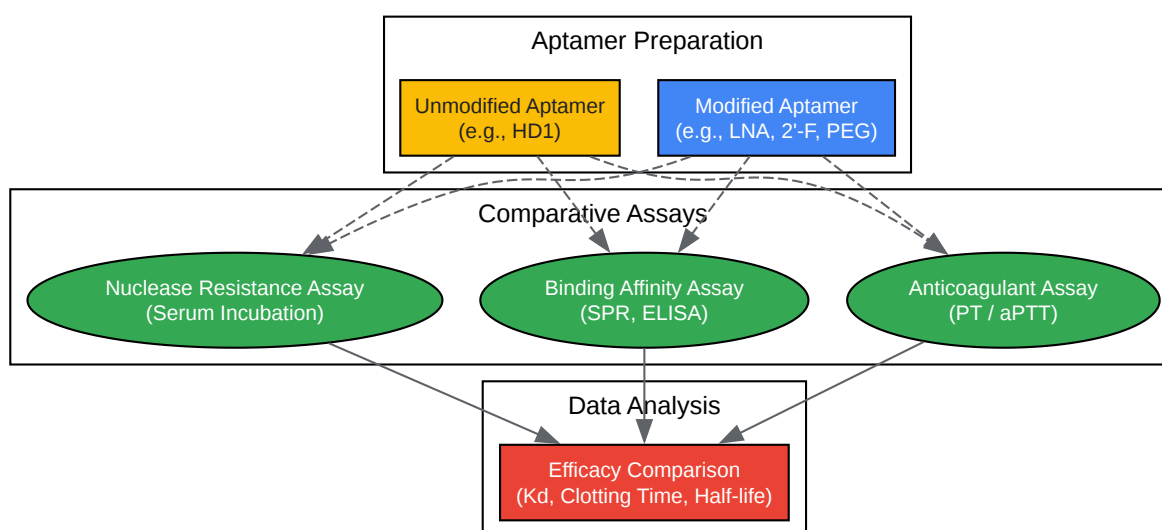 Aptamer Preparation
Unmodified Aptamer
(e.g., HD1)
Modified Aptamer
(e.g., LNA, 2'-F, PEG)
Comparative Assays
Nuclease Resistance Assay
(Serum Incubation)
Binding Affinity Assay
(SPR, ELISA)
Anticoagulant Assay
(PT / aPTT)
Data Analysis
Efficacy Comparison
(Kd, Clotting Time, Half-life)